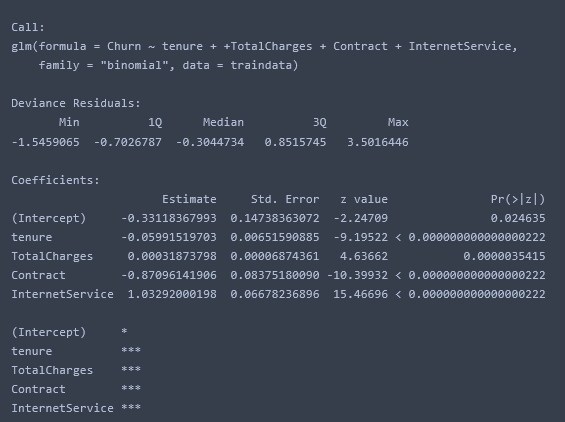 Call:
glm(formula = Churn ~ tenure + +TotalCharges + Contract + InternetService,
    family = "binomial", data = traindata)

Deviance Residuals:
       Min          1Q      Median          3Q         Max
-1.5459065  -0.7026787  -0.3044734   0.8515745   3.5016446

Coefficients:
                      Estimate     Std. Error   z value               Pr(>|z|)
(Intercept)     -0.33118367993  0.14738363072  -2.24709               0.024635
tenure          -0.05991519703  0.00651590885  -9.19522 < 0.000000000000000222
TotalCharges     0.00031873798  0.00006874361   4.63662           0.0000035415
Contract        -0.87096141906  0.08375180090 -10.39932 < 0.000000000000000222
InternetService  1.03292000198  0.06678236896  15.46696 < 0.000000000000000222

(Intercept)     *
tenure          ***
TotalCharges    ***
Contract        ***
InternetService ***